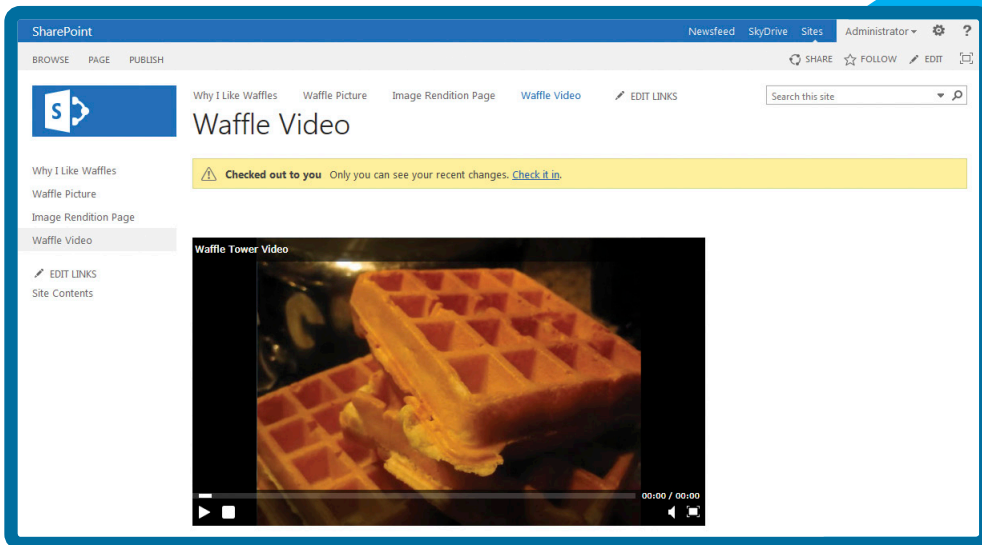 SharePoint
Newsfeed SkyDrive Sites Administrator ?
BROWSE PAGE PUBLISH
SHARE FOLLOW EDIT
S
Why I Like Waffles Waffle Picture Image Rendition Page Waffle Video EDIT LINKS
Search this site
Waffle Video
Checked out to you Only you can see your recent changes. Check it in.
Why I Like Waffles
Waffle Picture
Image Rendition Page
Waffle Video
EDIT LINKS
Site Contents
Waffle Tower Video
00:00 / 00:00